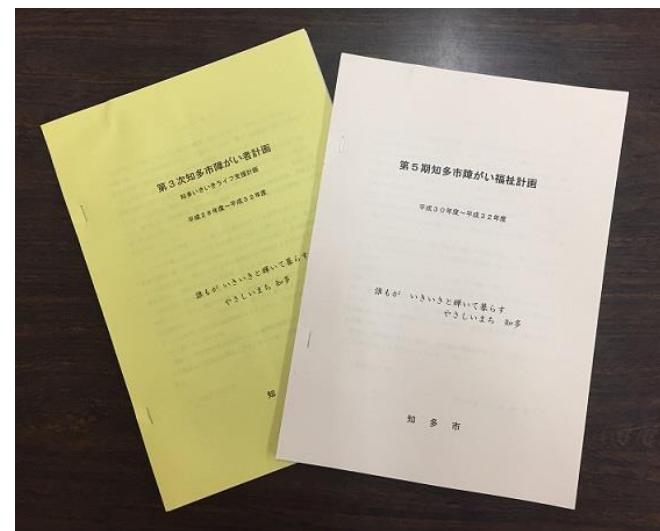 第3次知多市障がい者計画
知多いきいきライフ支援計画
平成28年度~平成32年度
誰もが いきいきと輝いて暮らす
やさしいまち 知多
知
第5期知多市障がい福祉計画
平成30年度~平成32年度
誰もが いきいきと輝いて暮らす
やさしいまち 知多
知 多 市